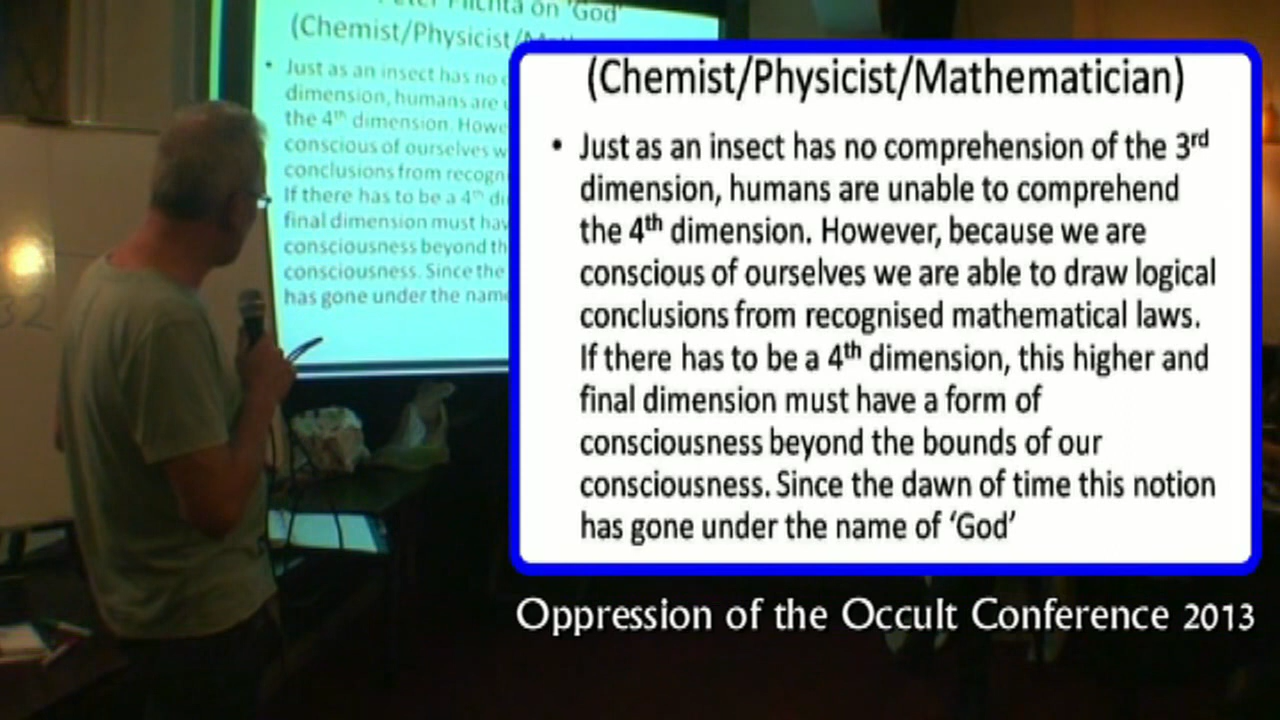 Peter Plichta on 'God'
(Chemist/Physicist/M
Just as an insect has no c
dimension, humans are u
the 4th dimension. Howe
conscious of ourselves w
conclusions from recogn
If there has to be a 4th di
final dimension must hav
consciousness beyond th
consciousness. Since the
has gone under the name
32
(Chemist/Physicist/Mathematician)
• Just as an insect has no comprehension of the 3rd
dimension, humans are unable to comprehend
the 4th dimension. However, because we are
conscious of ourselves we are able to draw logical
conclusions from recognised mathematical laws.
If there has to be a 4th dimension, this higher and
final dimension must have a form of
consciousness beyond the bounds of our
consciousness. Since the dawn of time this notion
has gone under the name of 'God'
Oppression of the Occult Conference 2013